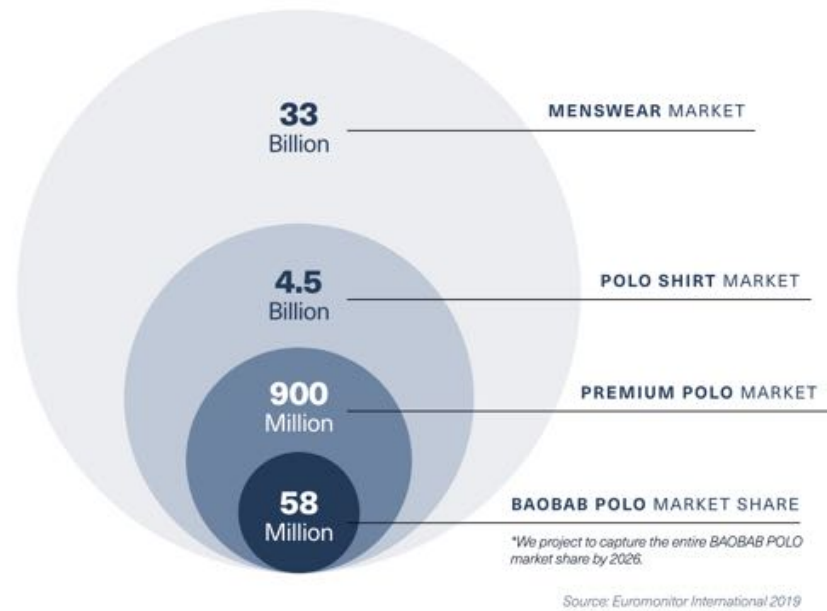 33
Billion
MENSWEAR MARKET
4.5
Billion
POLO SHIRT MARKET
900
Million
PREMIUM POLO MARKET
58
Million
BAOBAB POLO MARKET SHARE
*We project to capture the entire BAOBAB POLO
market share by 2026.
Source: Euromonitor International 2019